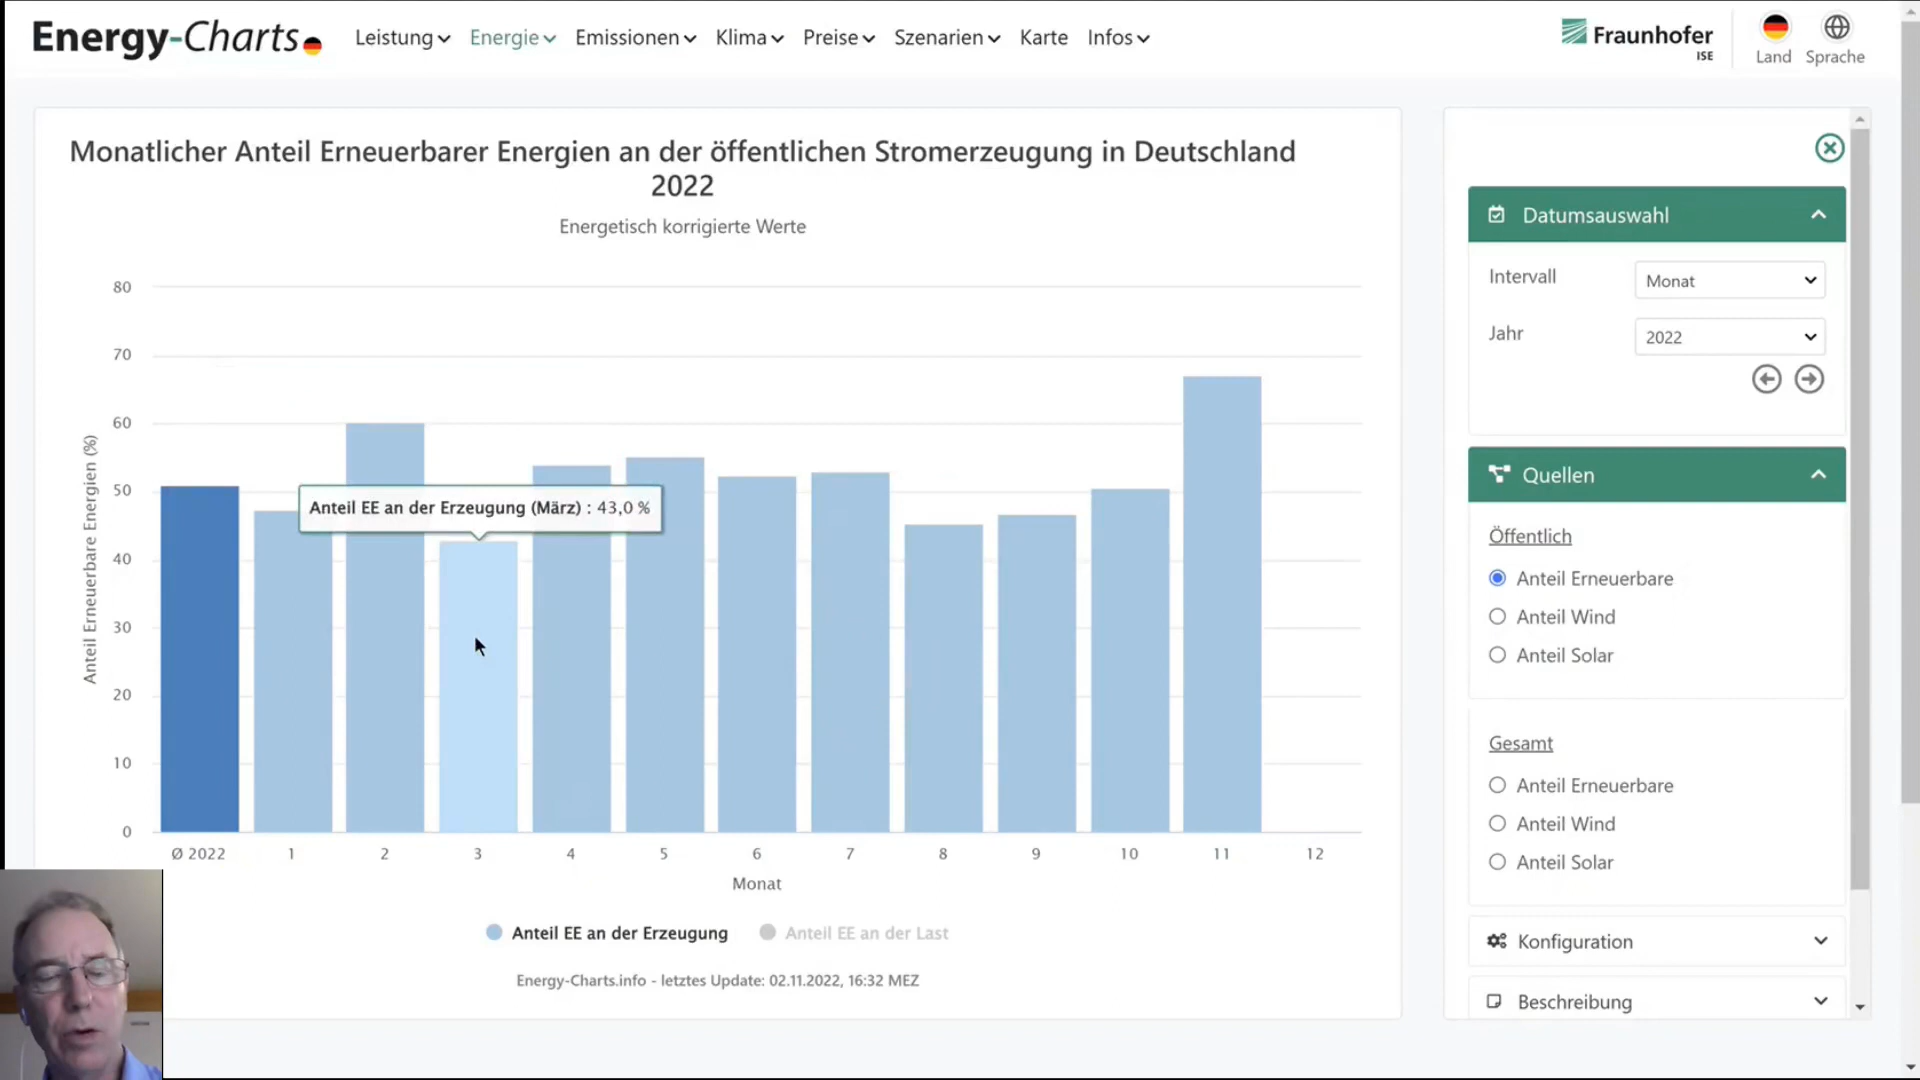 Energy-Charts
Leistung
Energie
Emissionen
Klima
Preise
Szenarien
Karte
Infos
Fraunhofer
ISE
Land
Sprache
Monatlicher Anteil Erneuerbarer Energien an der öffentlichen Stromerzeugung in Deutschland
2022
Energetisch korrigierte Werte
Anteil Erneuerbare Energien (%)
80
70
60
50
40
30
20
10
0
Anteil EE an der Erzeugung (März) : 43,0 %
Ø 2022 1 2 3 4 5 6 7 8 9 10 11 12
Monat
Anteil EE an der Erzeugung
Anteil EE an der Last
Energy-Charts.info - letztes Update: 02.11.2022, 16:32 MEZ
Datumsauswahl
Intervall
Monat
Jahr
2022
Quellen
Öffentlich
Anteil Erneuerbare
Anteil Wind
Anteil Solar
Gesamt
Anteil Erneuerbare
Anteil Wind
Anteil Solar
Konfiguration
Beschreibung